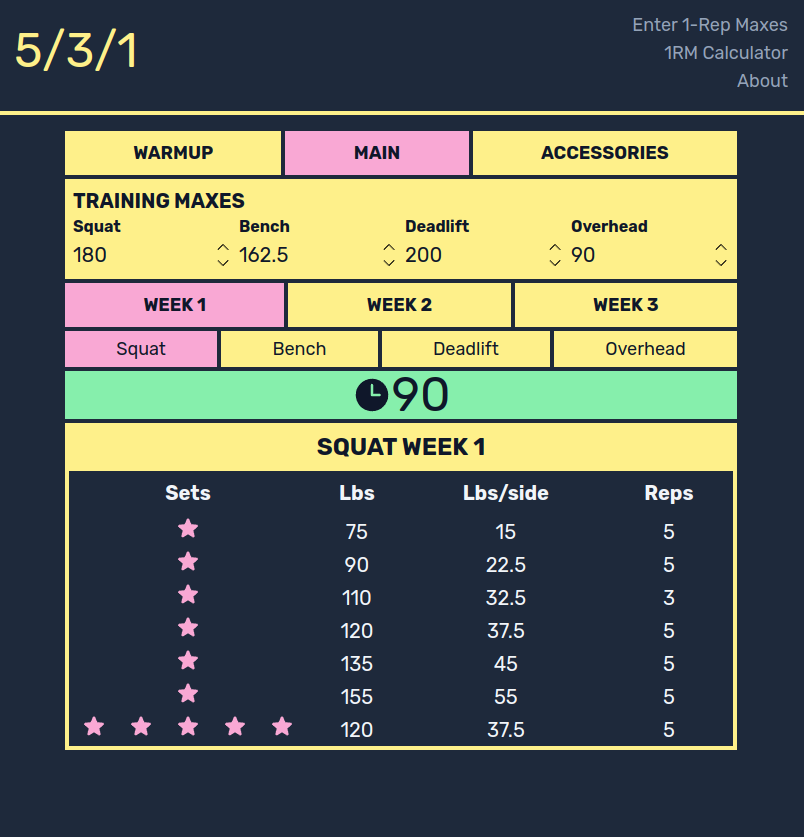 5/3/1
Enter 1-Rep Maxes
1RM Calculator
About
WARMUP MAIN ACCESSORIES
TRAINING MAXES
Squat Bench Deadlift Overhead
180 162.5 200 90
WEEK 1 WEEK 2 WEEK 3
Squat Bench Deadlift Overhead
90
SQUAT WEEK 1
Sets Lbs Lbs/side Reps
75 15 5
90 22.5 5
110 32.5 3
120 37.5 5
135 45 5
155 55 5
120 37.5 5